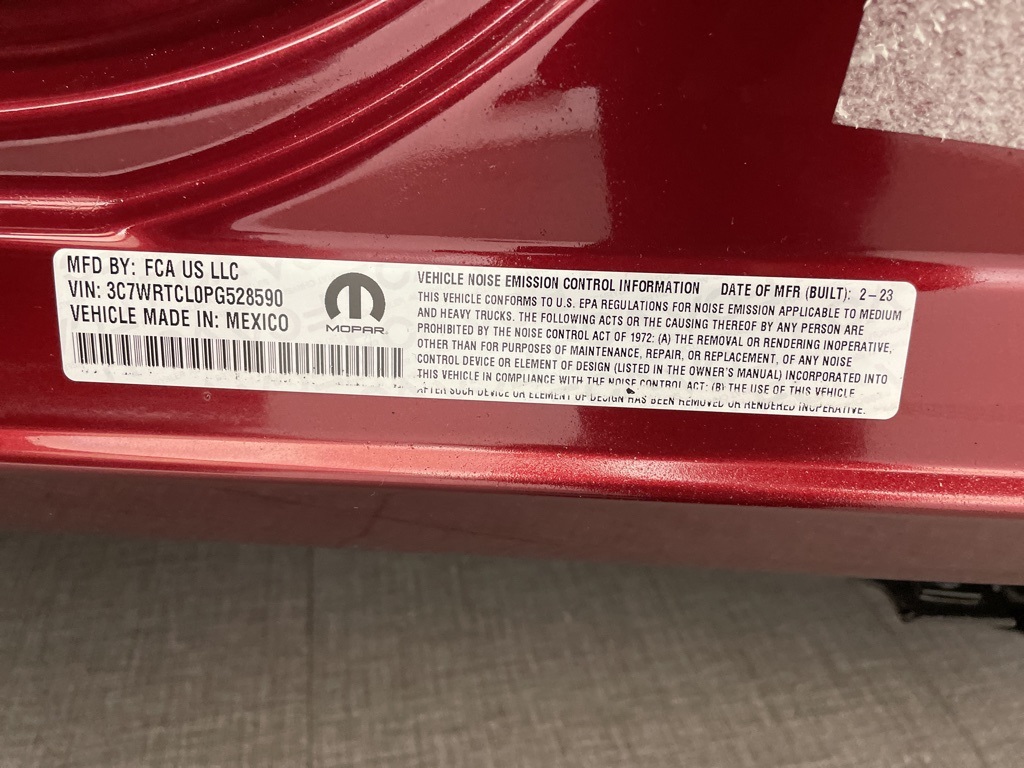 MFD BY: FCA US LLC
VIN: 3C7WRTCL0PG528590
VEHICLE MADE IN: MEXICO
MOPAR
VEHICLE NOISE EMISSION CONTROL INFORMATION DATE OF MFR (BUILT): 2-23
THIS VEHICLE CONFORMS TO U.S. EPA REGULATIONS FOR NOISE EMISSION APPLICABLE TO MEDIUM
AND HEAVY TRUCKS. THE FOLLOWING ACTS OR THE CAUSING THEREOF BY ANY PERSON ARE
PROHIBITED BY THE NOISE CONTROL ACT OF 1972: (A) THE REMOVAL OR RENDERING INOPERATIVE,
OTHER THAN FOR PURPOSES OF MAINTENANCE, REPAIR, OR REPLACEMENT, OF ANY NOISE
CONTROL DEVICE OR ELEMENT OF DESIGN (LISTED IN THE OWNER'S MANUAL) INCORPORATED INTO
THIS VEHICLE IN COMPLIANCE WITH THE NOISE CONTROL ACT: (B) THE USE OF THIS VEHICLE
AFTER SUCH DEVICE OR ELEMENT OF DESIGN HAS BEEN REMOVED OR RENDERED INOPERATIVE.